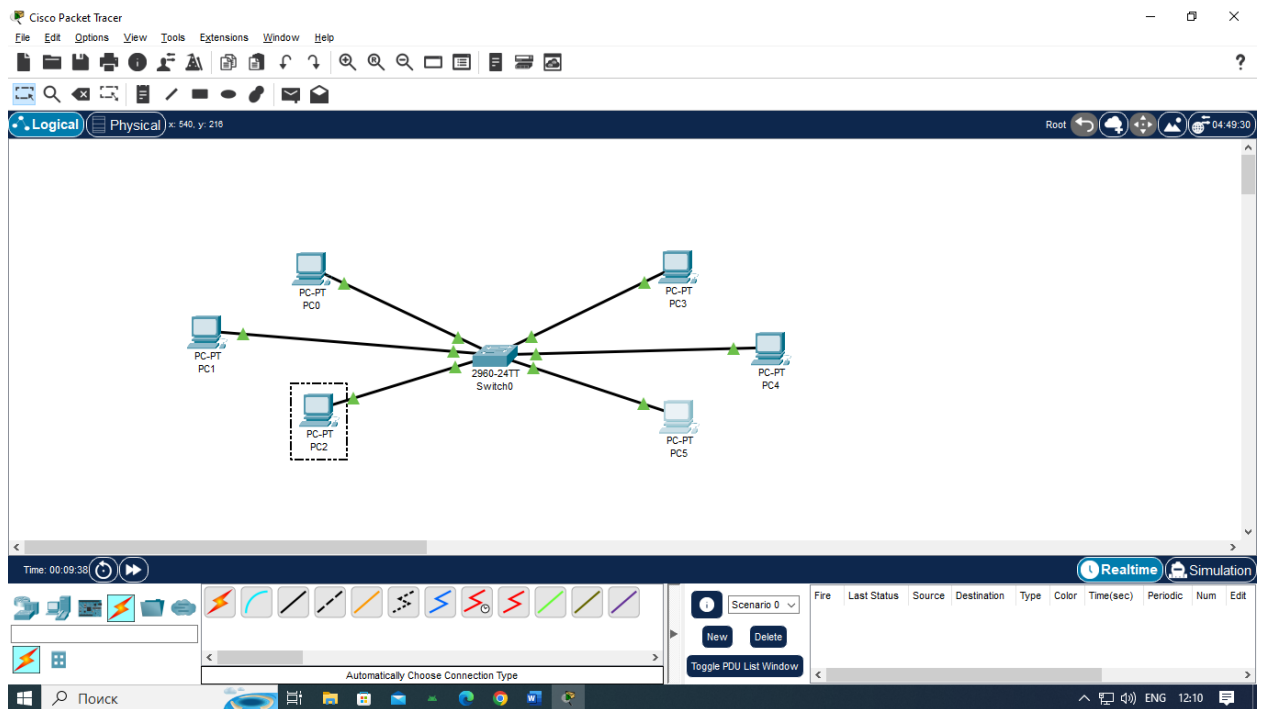 Cisco Packet Tracer
File Edit Options View Tools Extensions Window Help
?
Logical Physical x: 540, y: 216 Root 04:49:30
PC-PT
PC0
PC-PT
PC3
PC-PT
PC1
2960-24TT
Switch0
PC-PT
PC4
PC-PT
PC2
PC-PT
PC5
Time: 00:09:38 Realtime Simulation
Scenario 0
New Delete
Toggle PDU List Window
Fire Last Status Source Destination Type Color Time(sec) Periodic Num Edit
Automatically Choose Connection Type
Поиск ENG 12:10